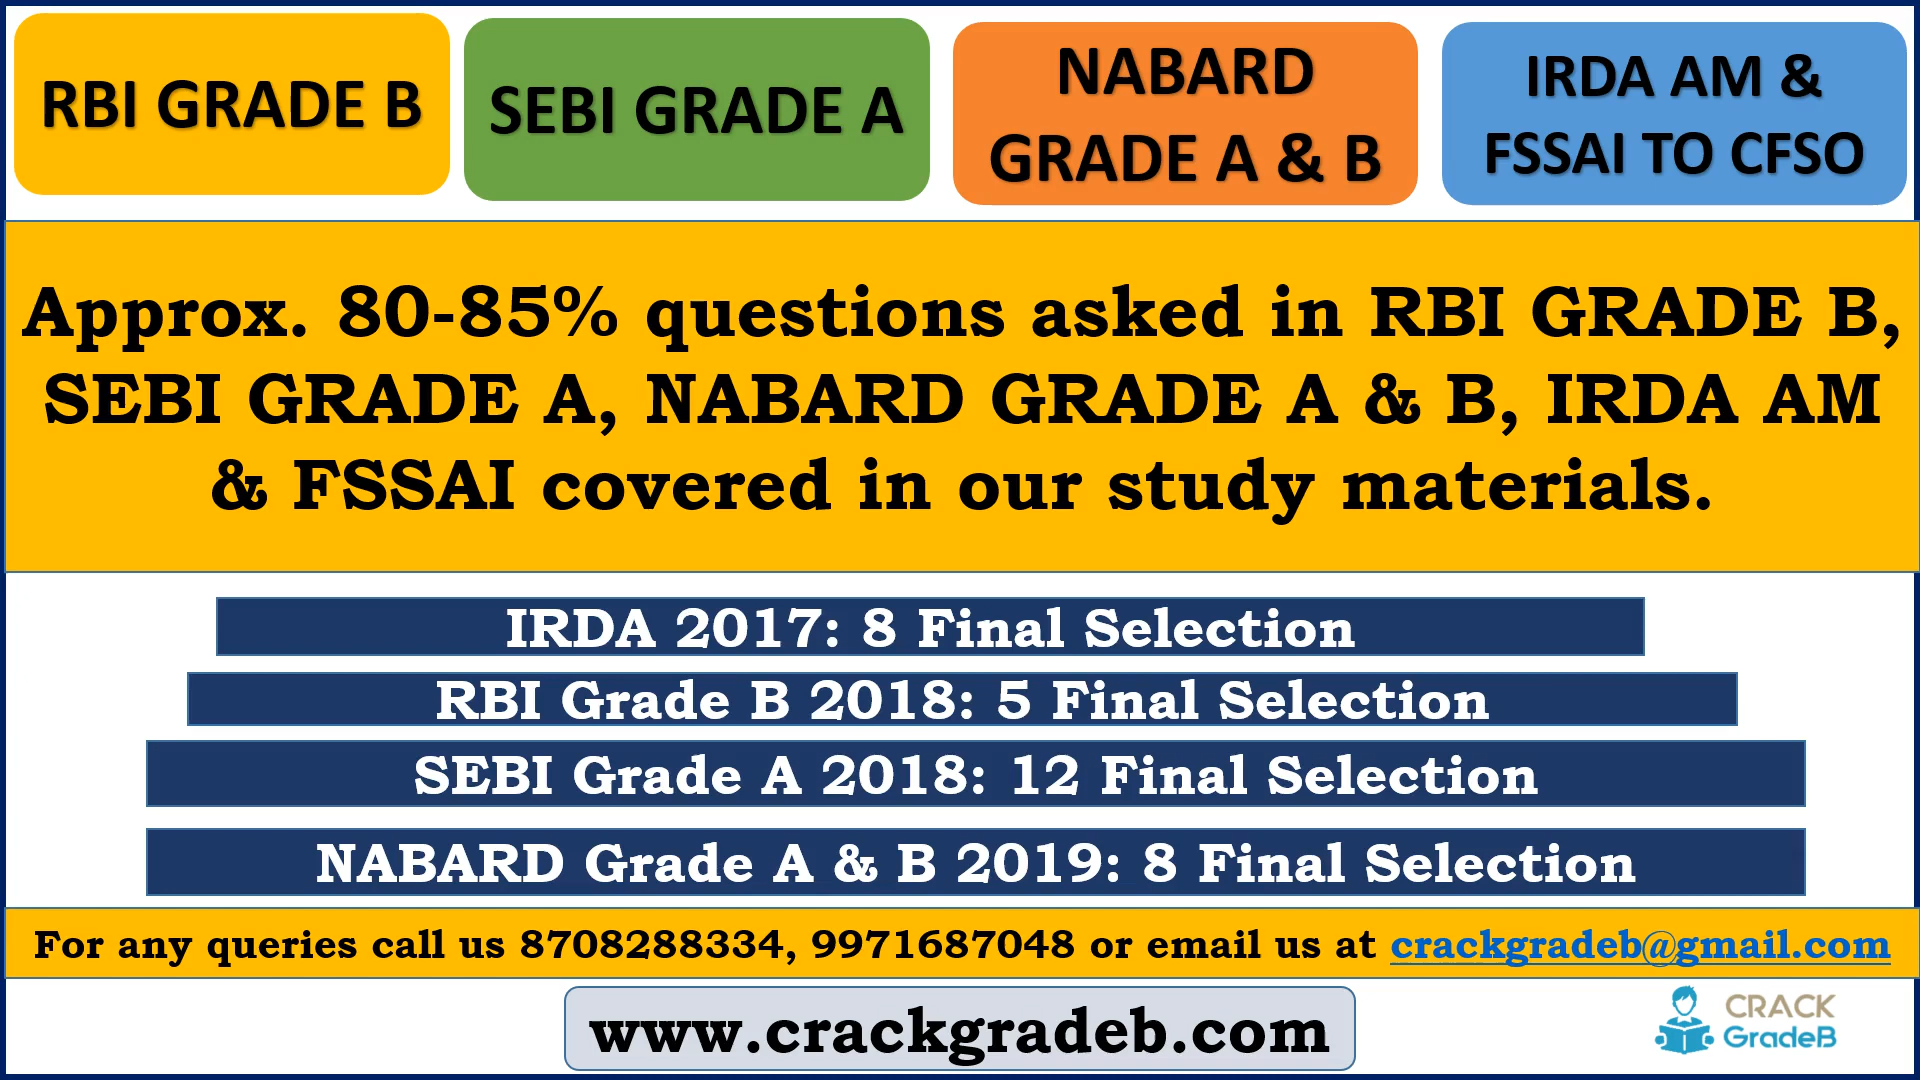 RBI GRADE B
SEBI GRADE A
NABARD
GRADE A & B
IRDA AM &
FSSAI TO CFSO
Approx. 80-85% questions asked in RBI GRADE B,
SEBI GRADE A, NABARD GRADE A & B, IRDA AM
& FSSAI covered in our study materials.
IRDA 2017: 8 Final Selection
RBI Grade B 2018: 5 Final Selection
SEBI Grade A 2018: 12 Final Selection
NABARD Grade A & B 2019: 8 Final Selection
For any queries call us 8708288334, 9971687048 or email us at crackgradeb@gmail.com
www.crackgradeb.com
CRACK
GradeB